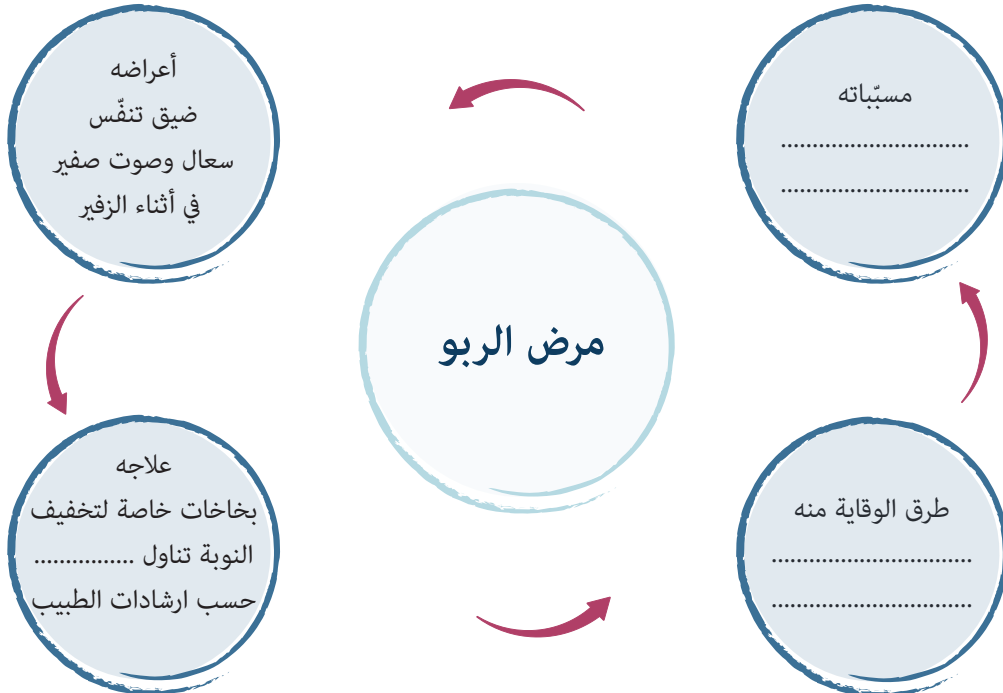 مسبّباته
..............................
..............................
أعراضه
ضيق تنفّس
سعال وصوت صفير
في أثناء الزفير
مرض الربو
علاجه
بخاخات خاصة لتخفيف
النوبة تناول ................
حسب ارشادات الطبيب
طرق الوقاية منه
................................
................................